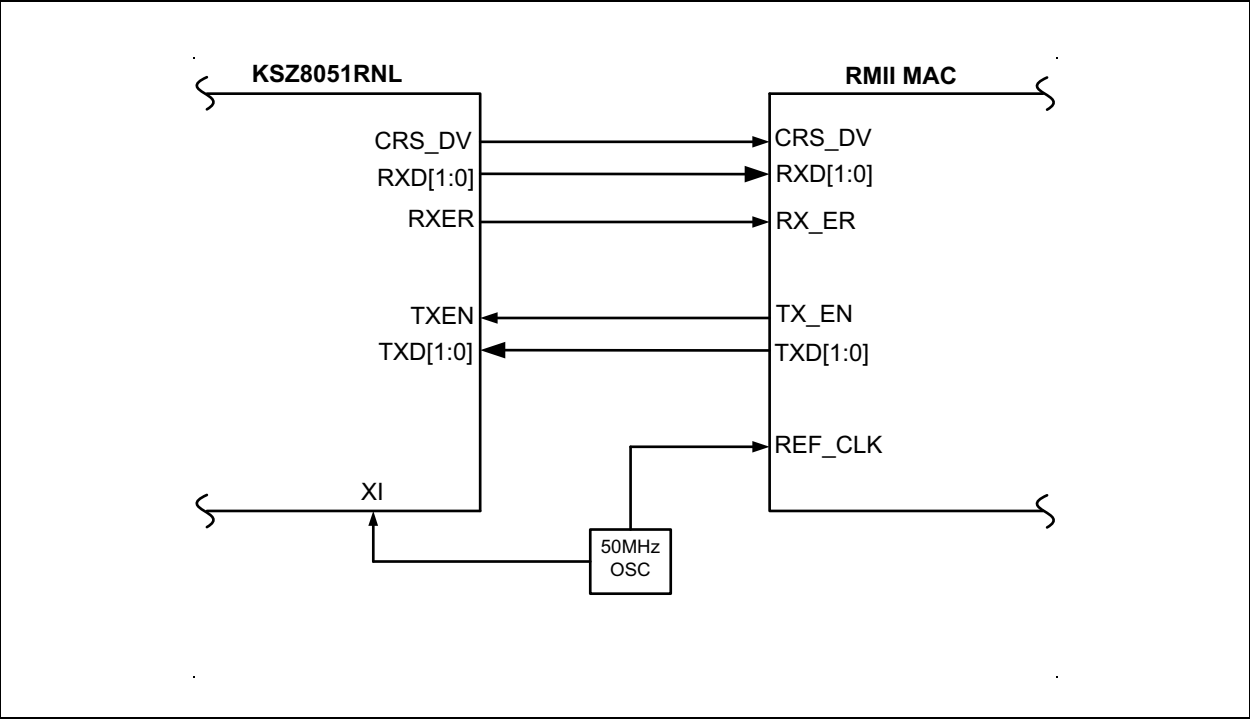 KSZ8051RNL
RMII MAC
CRS_DV
CRS_DV
RXD[1:0]
RXD[1:0]
RXER
RX_ER
TXEN
TX_EN
TXD[1:0]
TXD[1:0]
REF_CLK
XI
50MHz
OSC